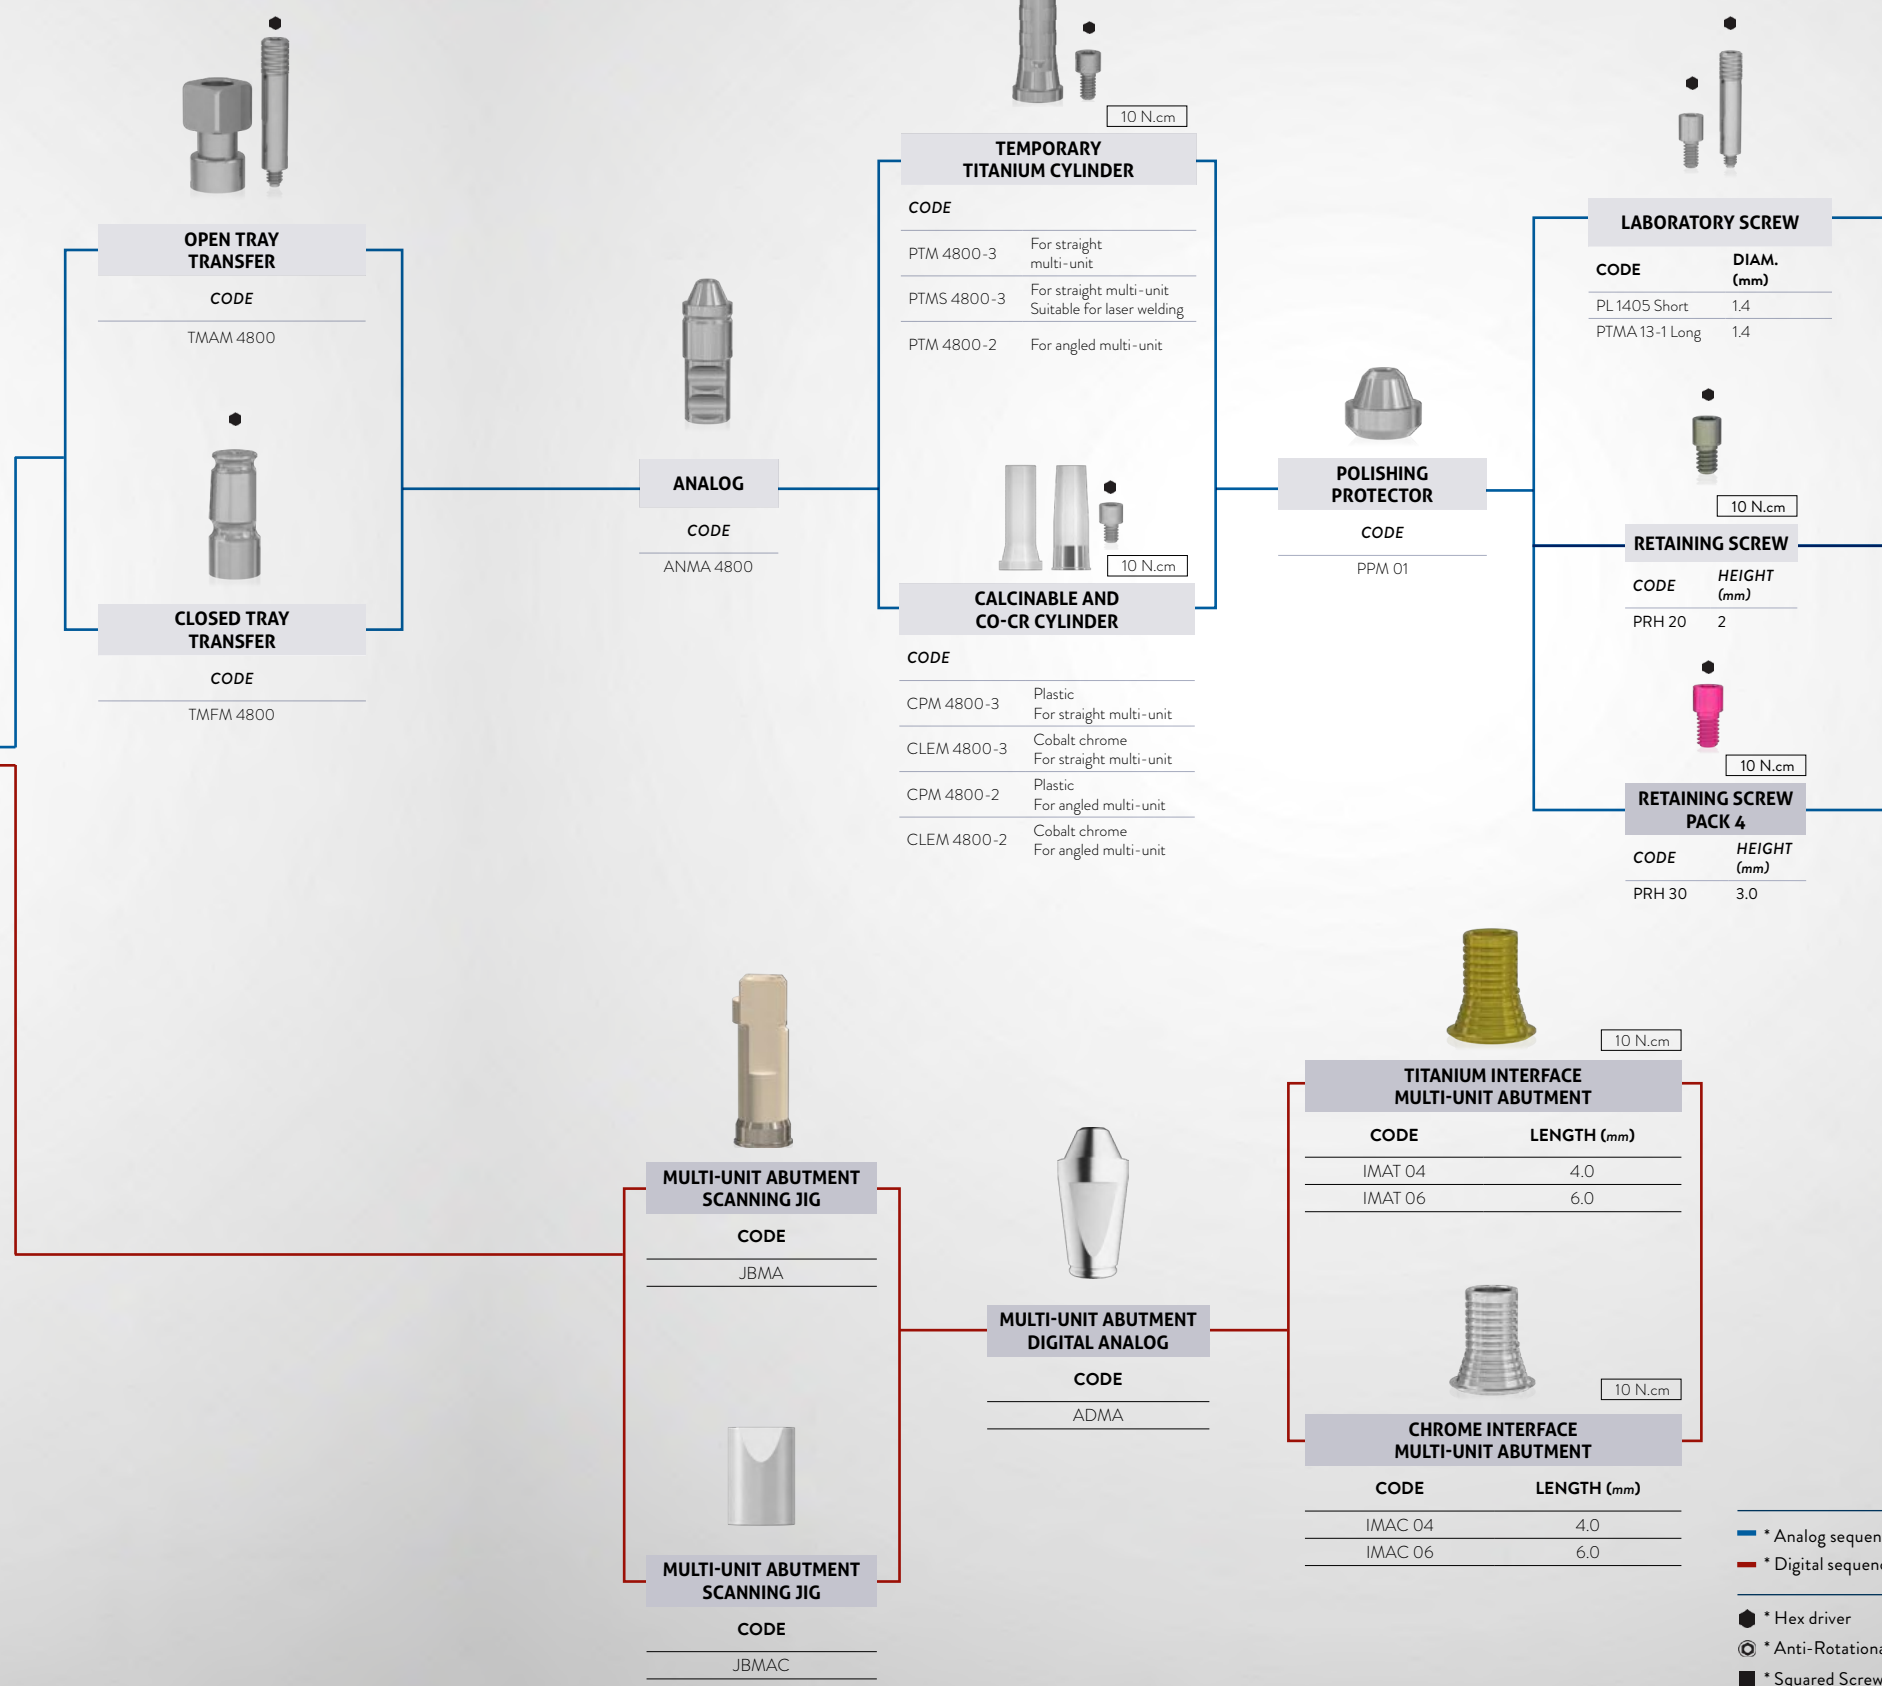 OPEN TRAY
TRANSFER
CODE
TMAM 4800
CLOSED TRAY
TRANSFER
CODE
TMFM 4800
ANALOG
CODE
ANMA 4800
10 N.cm
TEMPORARY
TITANIUM CYLINDER
CODE
PTM 4800-3 For straight
multi-unit
PTMS 4800-3 For straight multi-unit
Suitable for laser welding
PTM 4800-2 For angled multi-unit
10 N.cm
CALCINABLE AND
CO-CR CYLINDER
CODE
CPM 4800-3 Plastic
For straight multi-unit
CLEM 4800-3 Cobalt chrome
For straight multi-unit
CPM 4800-2 Plastic
For angled multi-unit
CLEM 4800-2 Cobalt chrome
For angled multi-unit
POLISHING
PROTECTOR
CODE
PPM 01
LABORATORY SCREW
CODE DIAM.
(mm)
PL 1405 Short 1.4
PTMA 13-1 Long 1.4
10 N.cm
RETAINING SCREW
CODE HEIGHT
(mm)
PRH 20 2
10 N.cm
RETAINING SCREW
PACK 4
CODE HEIGHT
(mm)
PRH 30 3.0
MULTI-UNIT ABUTMENT
SCANNING JIG
CODE
JBMA
MULTI-UNIT ABUTMENT
SCANNING JIG
CODE
JBMAC
MULTI-UNIT ABUTMENT
DIGITAL ANALOG
CODE
ADMA
10 N.cm
TITANIUM INTERFACE
MULTI-UNIT ABUTMENT
CODE LENGTH (mm)
IMAT 04 4.0
IMAT 06 6.0
10 N.cm
CHROME INTERFACE
MULTI-UNIT ABUTMENT
CODE LENGTH (mm)
IMAC 04 4.0
IMAC 06 6.0
* Analog sequen
* Digital sequenc
* Hex driver
* Anti-Rotationa
* Squared Screw